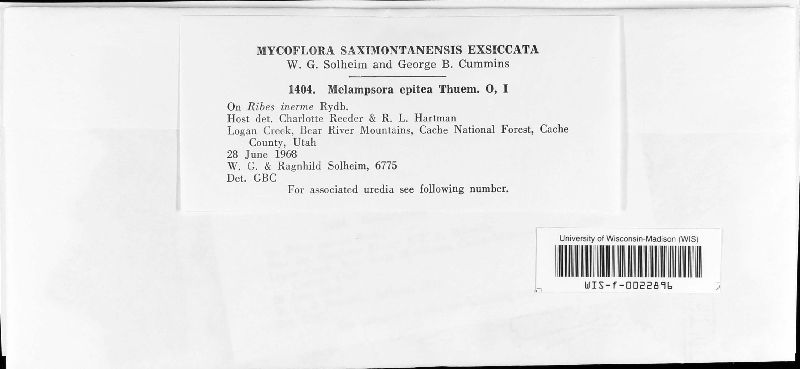 MYCOFLORA SAXIMONTANENSIS EXSICCATA
W. G. Solheim and George B. Cummins
1404. Melampsora epitea Thuem. O, I
On Ribes inerme Rydb.
Host det. Charlotte Reeder & R. L. Hartman
Logan Creek, Bear River Mountains, Cache National Forest, Cache
County, Utah
28 June 1968
W. G. & Ragnhild Solheim, 6775
Det. GBC
For associated uredia see following number.
University of Wisconsin-Madison (WIS)
WIS-f-0022896